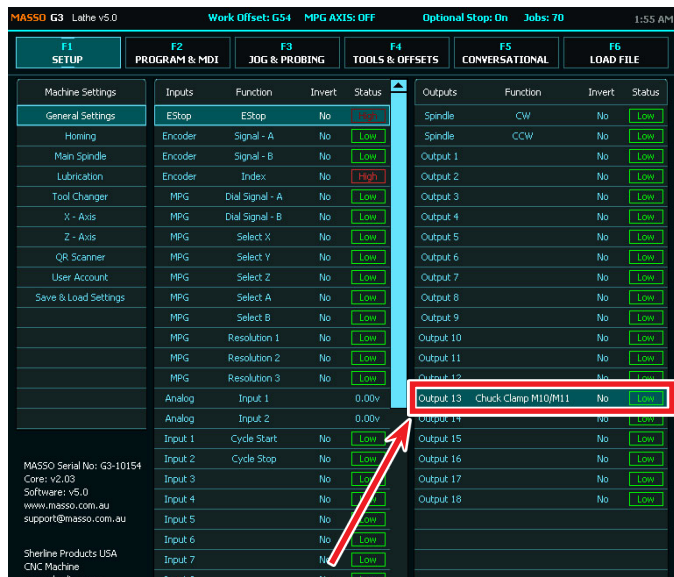 MASSO G3 Lathe v5.0 Work Offset: G54 MPG AXIS: OFF Optional Stop: On Jobs: 70 1:55 AM
F1 F2 F3 F4 F5 F6
SETUP PROGRAM & MDI JOG & PROBING TOOLS & OFFSETS CONVERSATIONAL LOAD FILE
Machine Settings
General Settings
Homing
Main Spindle
Lubrication
Tool Changer
X - Axis
Z - Axis
QR Scanner
User Account
Save & Load Settings
MASSO Serial No: G3-10154
Core: v2.03
Software: v5.0
www.masso.com.au
support@masso.com.au
Sherline Products USA
CNC Machine
Inputs Function Invert Status
EStop EStop No High
Encoder Signal - A No Low
Encoder Signal - B No Low
Encoder Index No High
MPG Dial Signal - A No Low
MPG Dial Signal - B No Low
MPG Select X No Low
MPG Select Y No Low
MPG Select Z No Low
MPG Select A No Low
MPG Select B No Low
MPG Resolution 1 No Low
MPG Resolution 2 No Low
MPG Resolution 3 No Low
Analog Input 1 0.00v
Analog Input 2 0.00v
Input 1 Cycle Start No Low
Input 2 Cycle Stop No Low
Input 3 No Low
Input 4 No Low
Input 5 No Low
Input 6 No Low
Input 7 No Low
Outputs Function Invert Status
Spindle CW No Low
Spindle CCW No Low
Output 1 No Low
Output 2 No Low
Output 3 No Low
Output 4 No Low
Output 5 No Low
Output 6 No Low
Output 7 No Low
Output 8 No Low
Output 9 No Low
Output 10 No Low
Output 11 No Low
Output 12 No Low
Output 13 Chuck Clamp M10/M11 No Low
Output 14 No Low
Output 15 No Low
Output 16 No Low
Output 17 No Low
Output 18 No Low